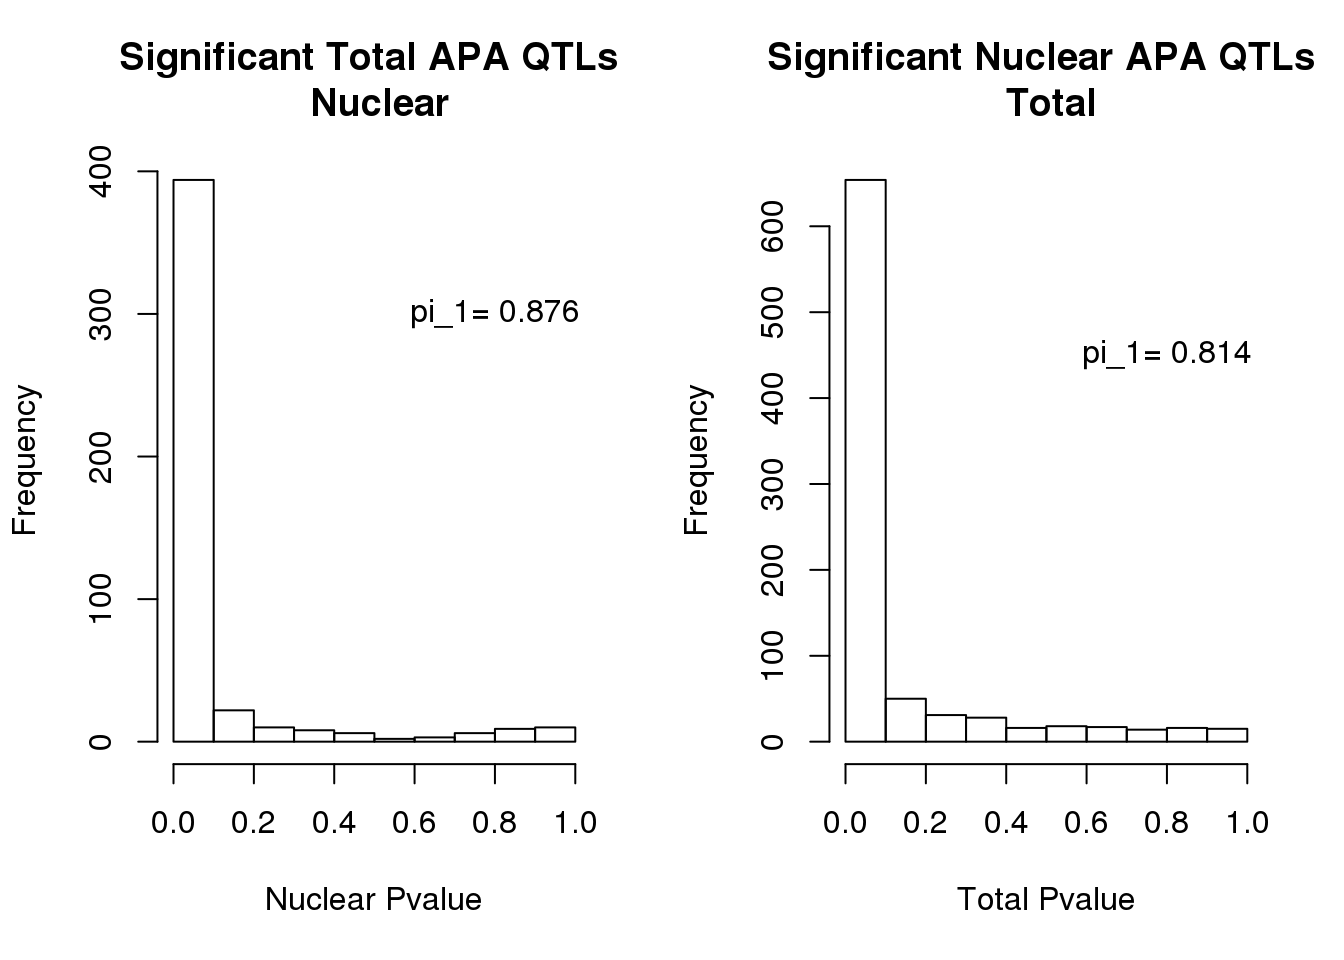 Significant Total APA QTLs
Nuclear
400
300
200
100
0
Frequency
pi_1= 0.876
0.0 0.2 0.4 0.6 0.8 1.0
Nuclear Pvalue
Significant Nuclear APA QTLs
Total
600
500
400
300
200
100
0
Frequency
pi_1= 0.814
0.0 0.2 0.4 0.6 0.8 1.0
Total Pvalue